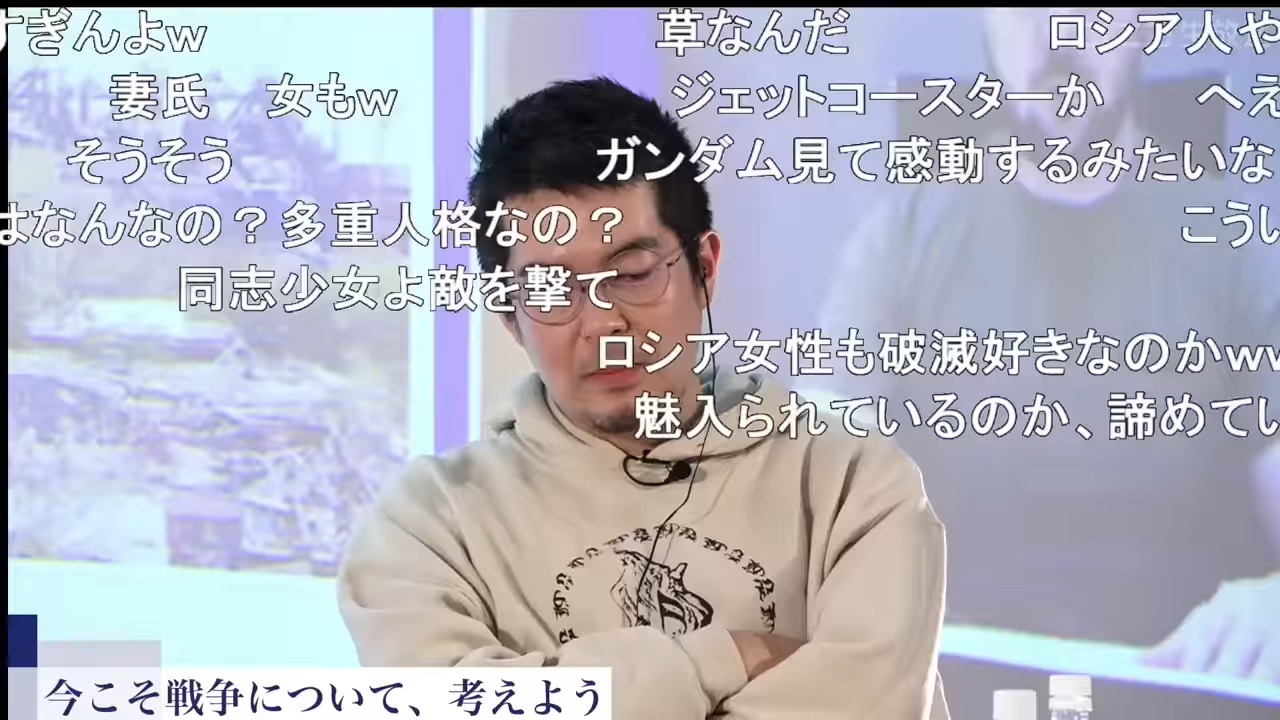 すぎんよw
草なんだ
ロシア人や
妻氏 女もw
ジェットコースターか
へえ
そうそう
ガンダム見て感動するみたいな
はなんなの？多重人格なの？
こうい
同志少女よ敵を撃て
ロシア女性も破滅好きなのかwv
魅入られているのか、諦めてい
今こそ戦争について、考えよう